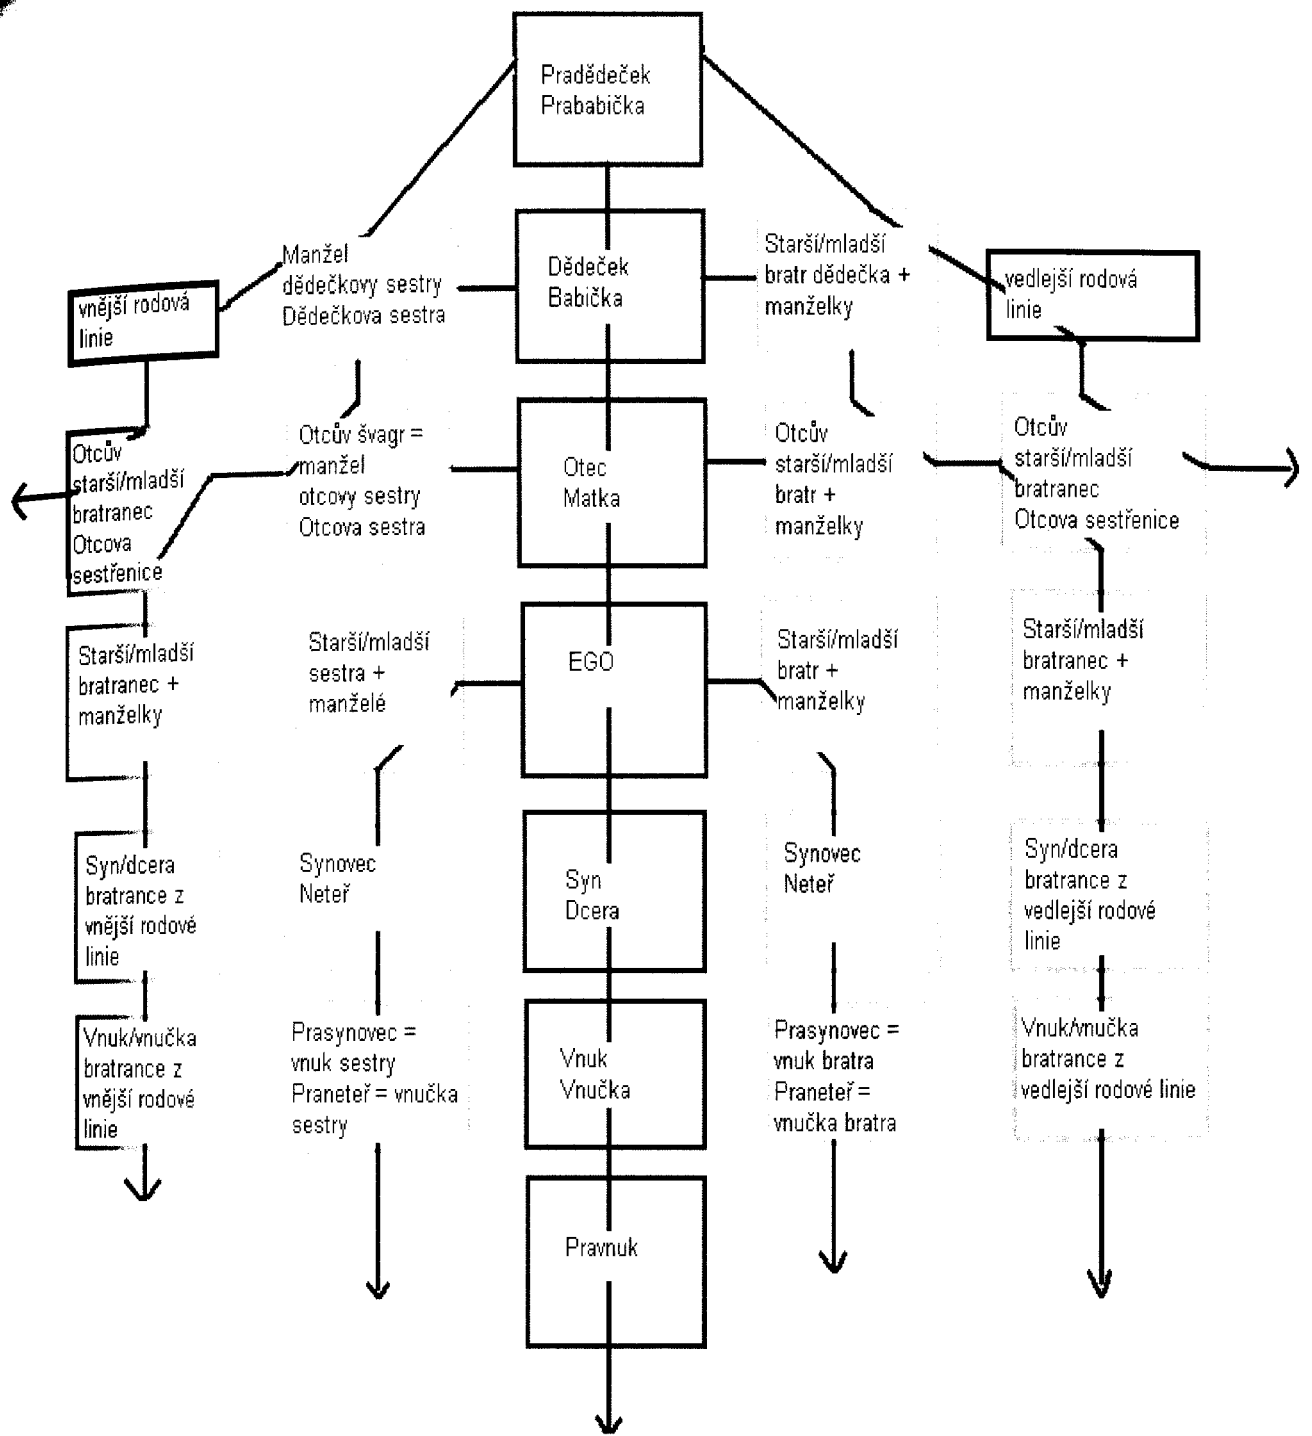 Pradědeček
Prababička
Manžel
dědečkovy sestry
Dědečkova sestra
Dědeček
Babička
Starší/mladší
bratr dědečka +
manželky
vnější rodová
linie
vedlejší rodová
linie
Otcův
starší/mladší
bratranec
Otcova
sestřenice
Otcův švagr =
manžel
otcovy sestry
Otcova sestra
Otec
Matka
Otcův
starší/mladší
bratr +
manželky
Otcův
starší/mladší
bratranec
Otcova sestřenice
Starší/mladší
bratranec +
manželky
Starší/mladší
sestra +
manželé
EGO
Starší/mladší
bratr +
manželky
Starší/mladší
bratranec +
manželky
Syn/dcera
bratrance z
vnější rodové
linie
Synovec
Neteř
Syn
Dcera
Synovec
Neteř
Syn/dcera
bratrance z
vedlejší rodové
linie
Vnuk/vnučka
bratrance z
vnější rodové
linie
Prasynovec =
vnuk sestry
Praneteř = vnučka
sestry
Vnuk
Vnučka
Prasynovec =
vnuk bratra
Praneteř =
vnučka bratra
Vnuk/vnučka
bratrance z
vedlejší rodové linie
Pravnuk